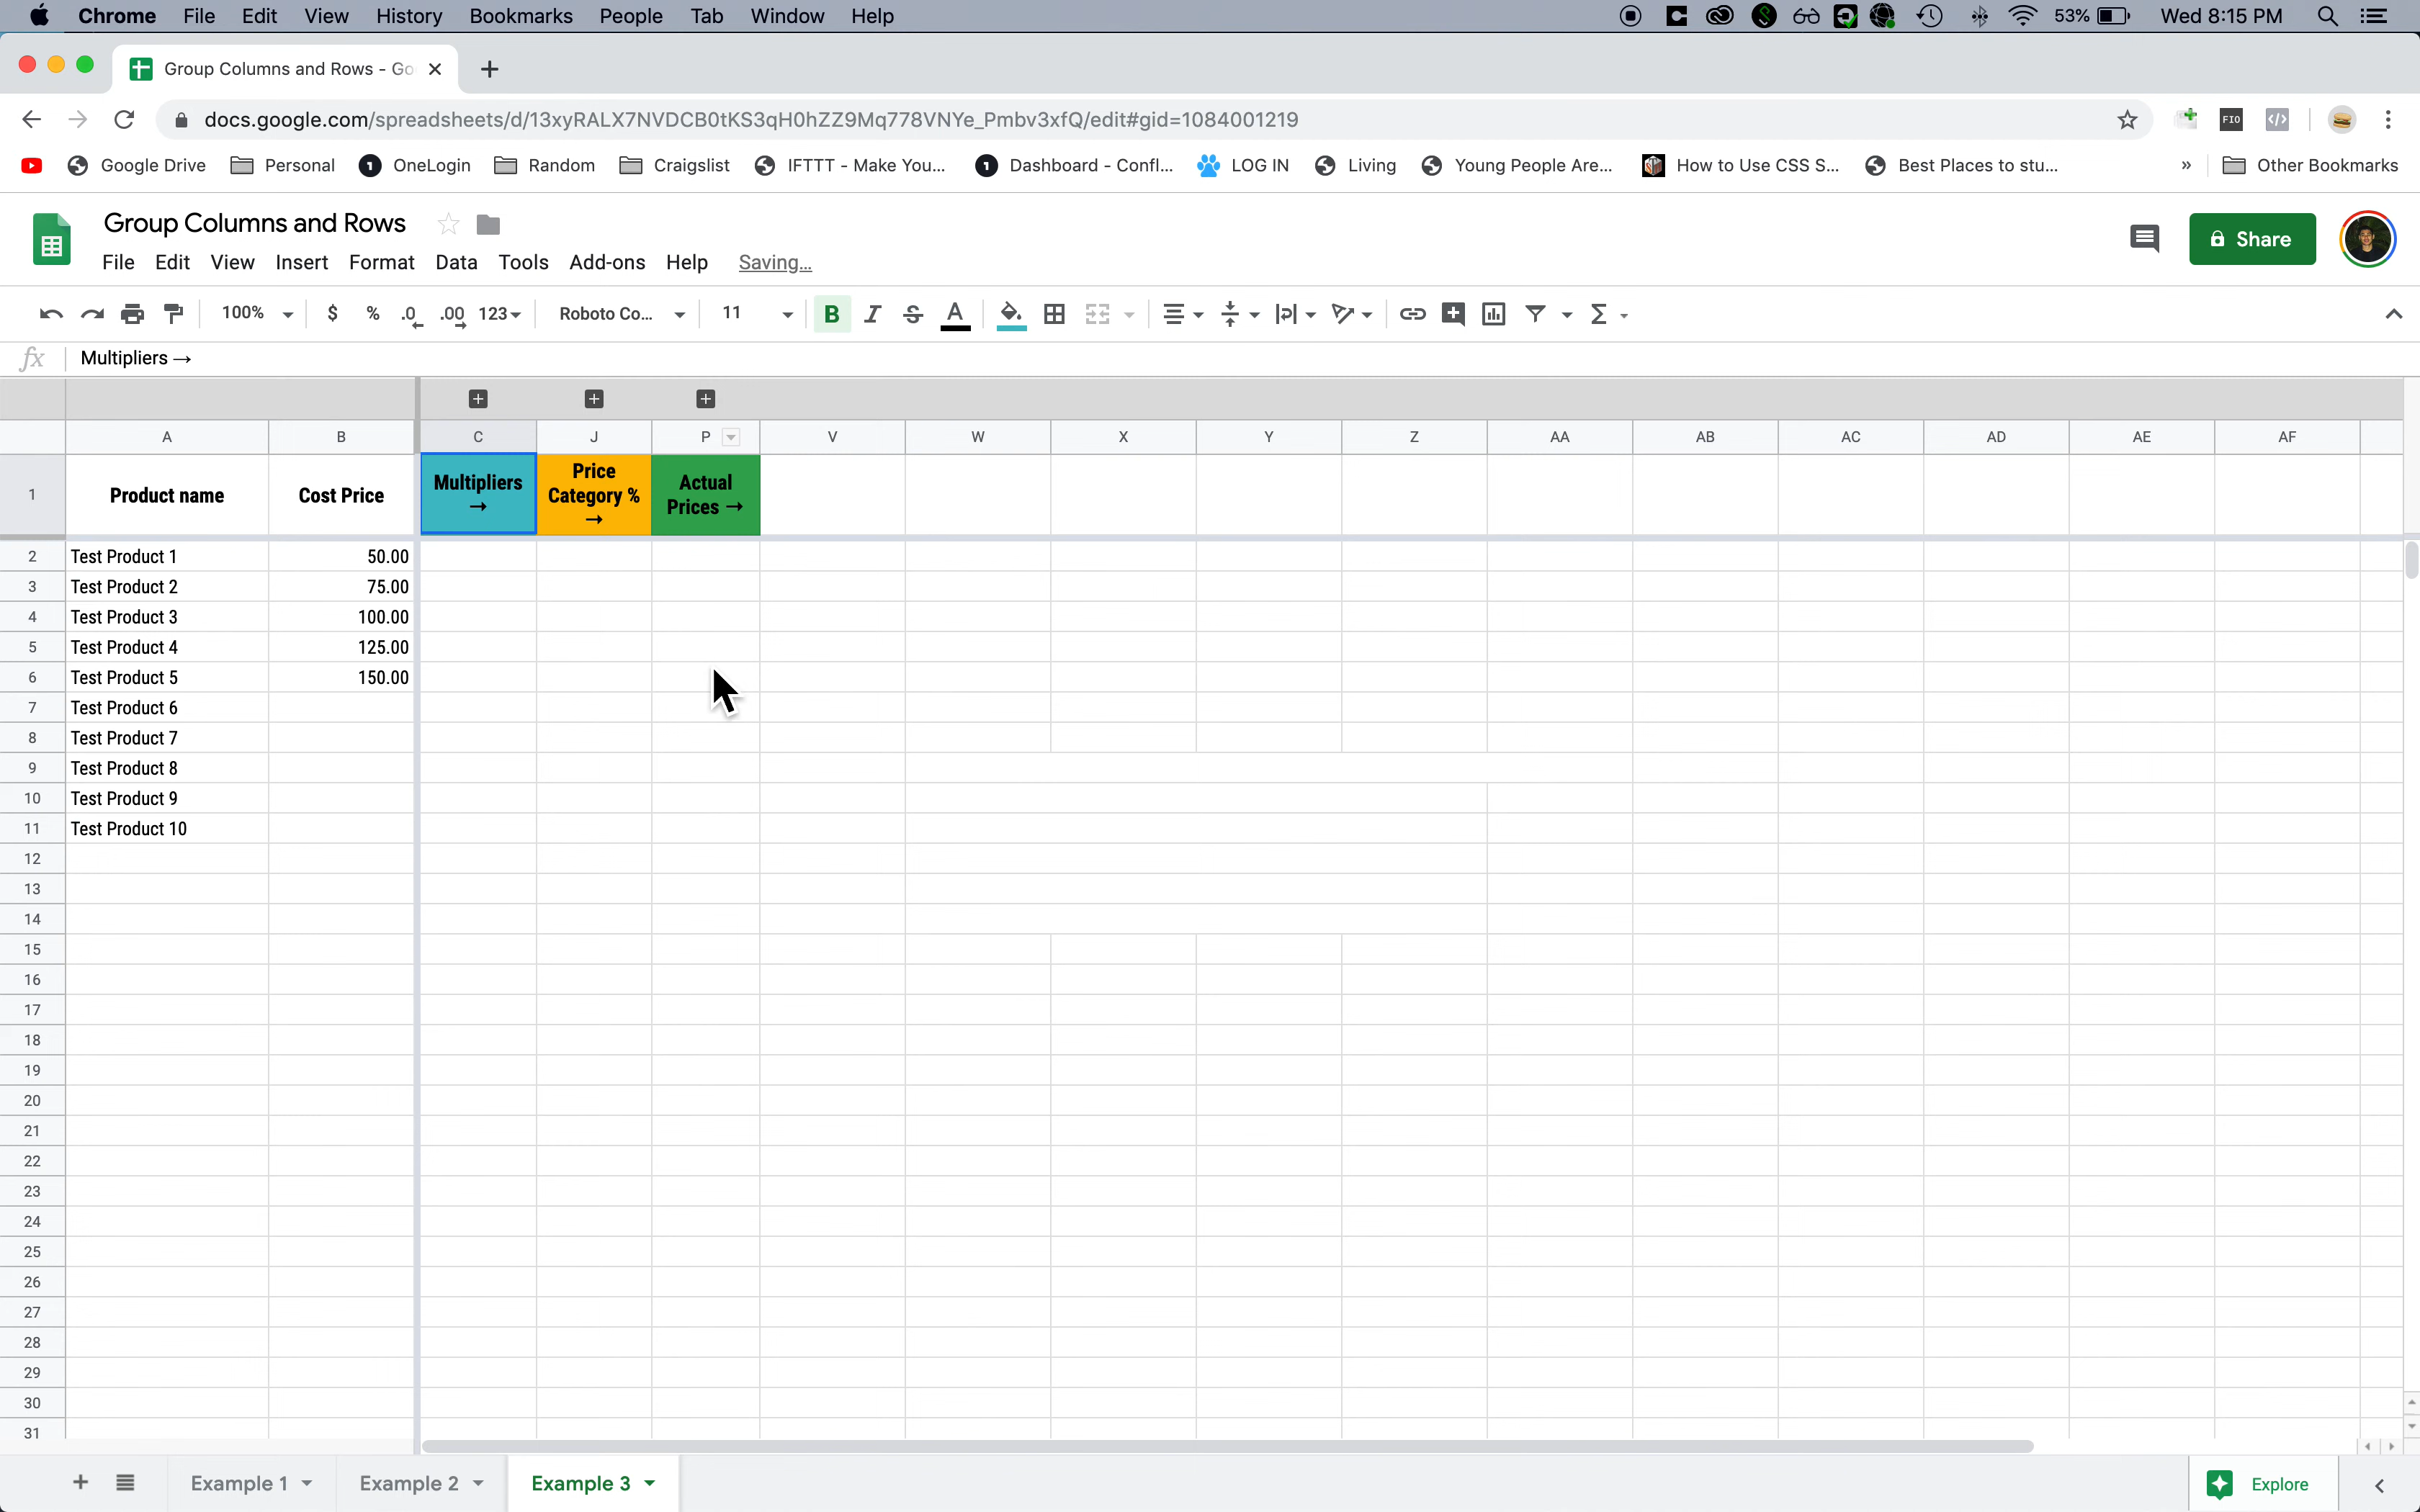 Chrome File Edit View History Bookmarks People Tab Window Help 53% Wed 8:15 PM
Group Columns and Rows - Go
docs.google.com/spreadsheets/d/13xyRALX7NVDCB0tKS3qH0hZZ9Mq778VNYe_Pmbv3xfQ/edit#gid=1084001219 FIO
Google Drive Personal 1 OneLogin Random Craigslist IFTTT - Make You... 1 Dashboard - Confl... LOG IN Living Young People Are... How to Use CSS S... Best Places to stu... » Other Bookmarks
Group Columns and Rows
File Edit View Insert Format Data Tools Add-ons Help Saving...
Share
100% $ % .0 .00 123 Roboto Co... 11 B I S A Σ
fx Multipliers →
A B C J P V W X Y Z AA AB AC AD AE AF
1 Product name Cost Price Multipliers → Price Category % → Actual Prices →
2 Test Product 1 50.00
3 Test Product 2 75.00
4 Test Product 3 100.00
5 Test Product 4 125.00
6 Test Product 5 150.00
7 Test Product 6
8 Test Product 7
9 Test Product 8
10 Test Product 9
11 Test Product 10
12
13
14
15
16
17
18
19
20
21
22
23
24
25
26
27
28
29
30
31
Example 1 Example 2 Example 3 Explore